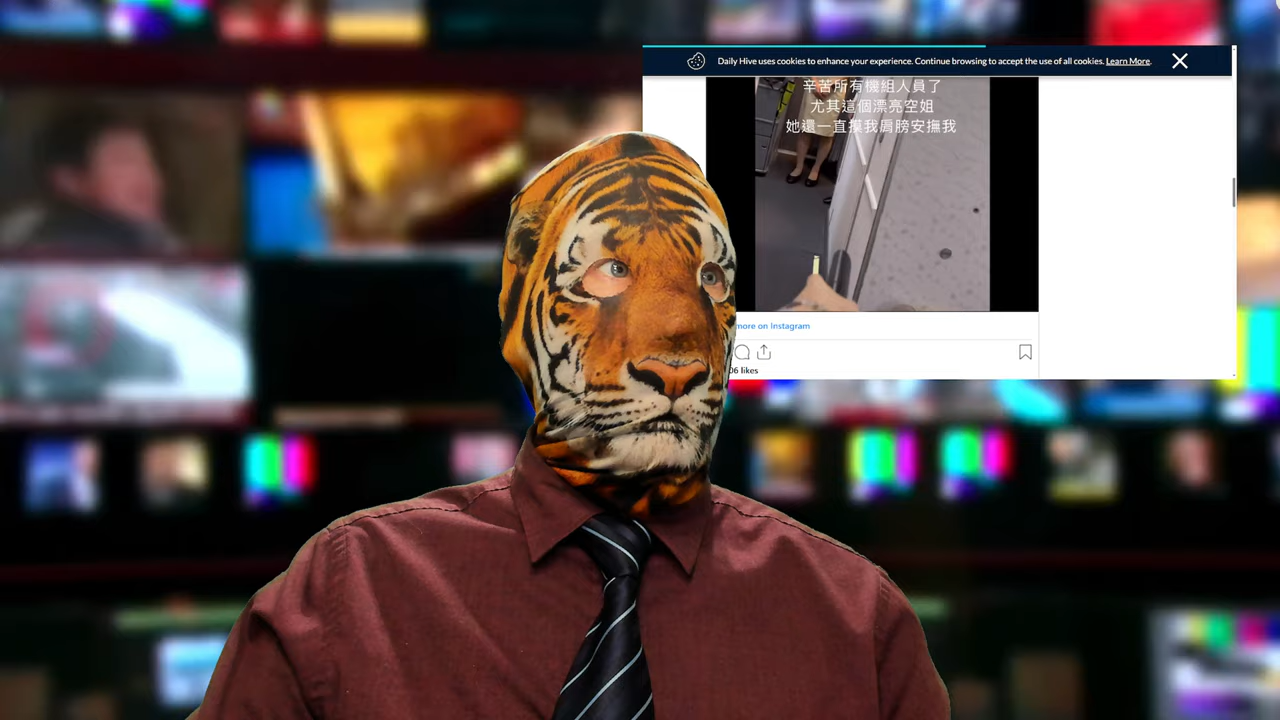 Daily Hive uses cookies to enhance your experience. Continue browsing to accept the use of all cookies. Learn More.
辛苦所有機組人員了
尤其這個漂亮空姐
她還一直摸我肩膀安撫我
more on Instagram
06 likes